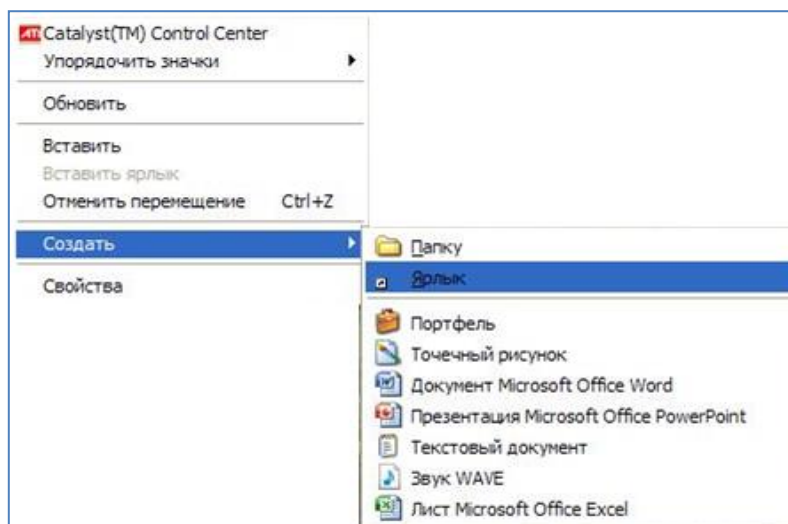 ATI Catalyst(TM) Control Center
Упорядочить значки
Обновить
Вставить
Вставить ярлык
Отменить перемещение Ctrl+Z
Создать
Свойства
Папку
Ярлык
Портфель
Точечный рисунок
Документ Microsoft Office Word
Презентация Microsoft Office PowerPoint
Текстовый документ
Звук WAVE
Лист Microsoft Office Excel